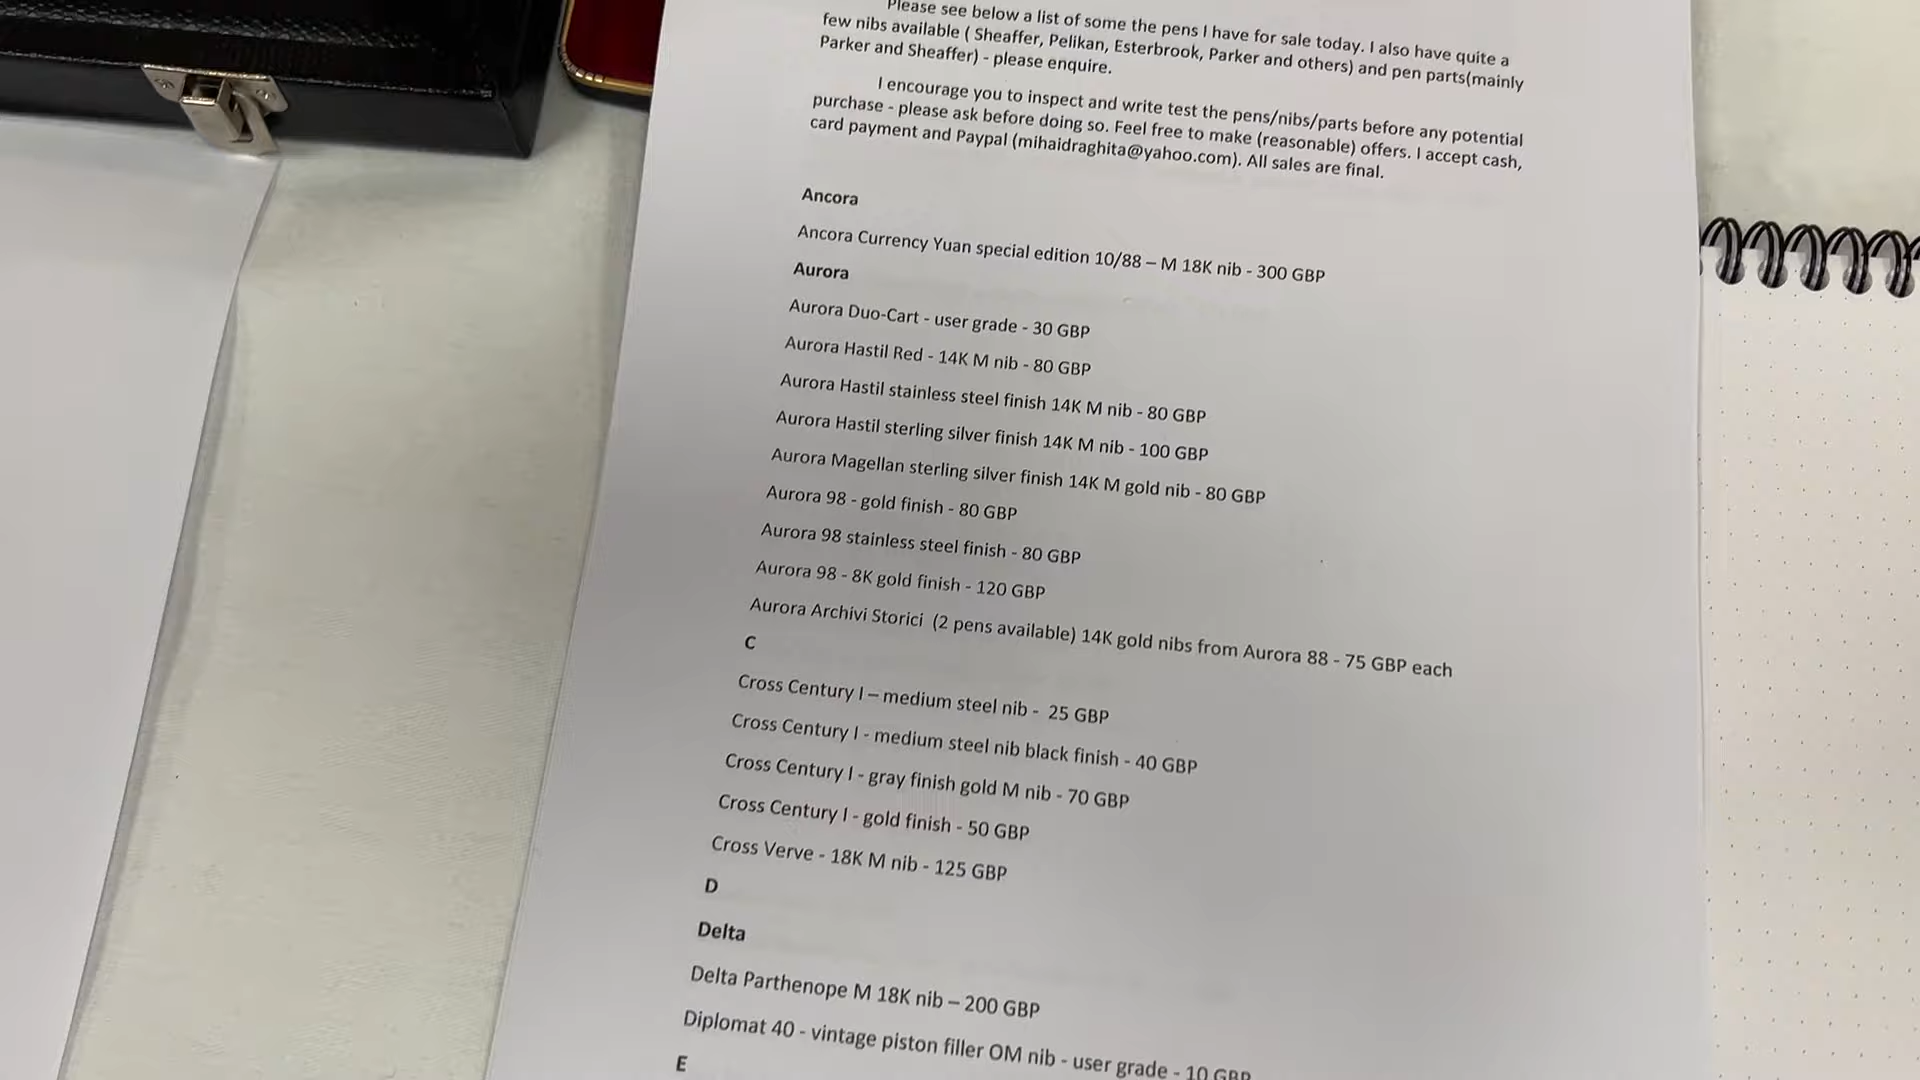 Please see below a list of some the pens I have for sale today. I also have quite a
few nibs available ( Sheaffer, Pelikan, Esterbrook, Parker and others) and pen parts(mainly
Parker and Sheaffer) - please enquire.
I encourage you to inspect and write test the pens/nibs/parts before any potential
purchase - please ask before doing so. Feel free to make (reasonable) offers. I accept cash,
card payment and Paypal (mihaidraghita@yahoo.com). All sales are final.
Ancora
Ancora Currency Yuan special edition 10/88 – M 18K nib - 300 GBP
Aurora
Aurora Duo-Cart - user grade - 30 GBP
Aurora Hastil Red - 14K M nib - 80 GBP
Aurora Hastil stainless steel finish 14K M nib - 80 GBP
Aurora Hastil sterling silver finish 14K M nib - 100 GBP
Aurora Magellan sterling silver finish 14K M gold nib - 80 GBP
Aurora 98 - gold finish - 80 GBP
Aurora 98 stainless steel finish - 80 GBP
Aurora 98 - 8K gold finish - 120 GBP
Aurora Archivi Storici (2 pens available) 14K gold nibs from Aurora 88 - 75 GBP each
C
Cross Century I – medium steel nib - 25 GBP
Cross Century I - medium steel nib black finish - 40 GBP
Cross Century I - gray finish gold M nib - 70 GBP
Cross Century I - gold finish - 50 GBP
Cross Verve - 18K M nib - 125 GBP
D
Delta
Delta Parthenope M 18K nib – 200 GBP
Diplomat 40 - vintage piston filler OM nib - user grade - 10 GBP
E